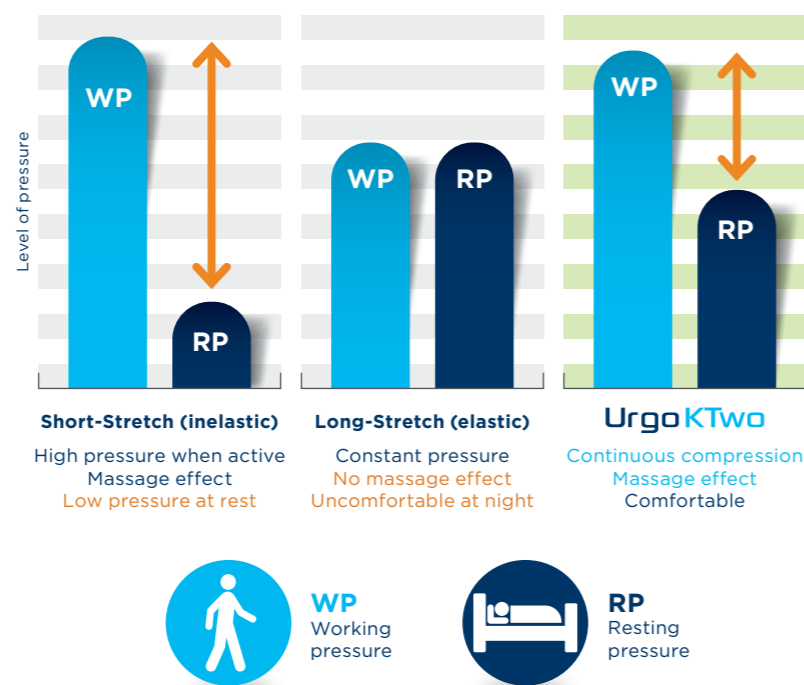 Level of pressure
WP
RP
WP
RP
WP
RP
Short-Stretch (inelastic)
High pressure when active
Massage effect
Low pressure at rest
Long-Stretch (elastic)
Constant pressure
No massage effect
Uncomfortable at night
UrgoKTwo
Continuous compression
Massage effect
Comfortable
WP
Working
pressure
RP
Resting
pressure